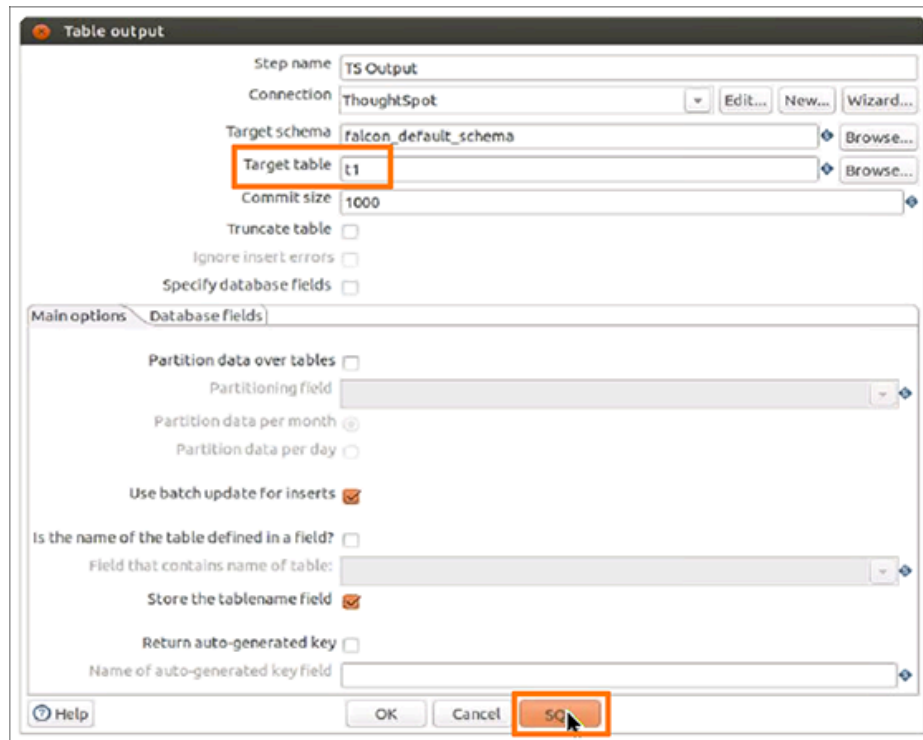 Table output
Step name TS Output
Connection ThoughtSpot Edit... New... Wizard...
Target schema falcon_default_schema Browse...
Target table t1 Browse...
Commit size 1000
Truncate table
Ignore insert errors
Specify database fields
Main options Database fields
Partition data over tables
Partitioning field
Partition data per month
Partition data per day
Use batch update for inserts
Is the name of the table defined in a field?
Field that contains name of table:
Store the tablename field
Return auto-generated key
Name of auto-generated key field
Help OK Cancel